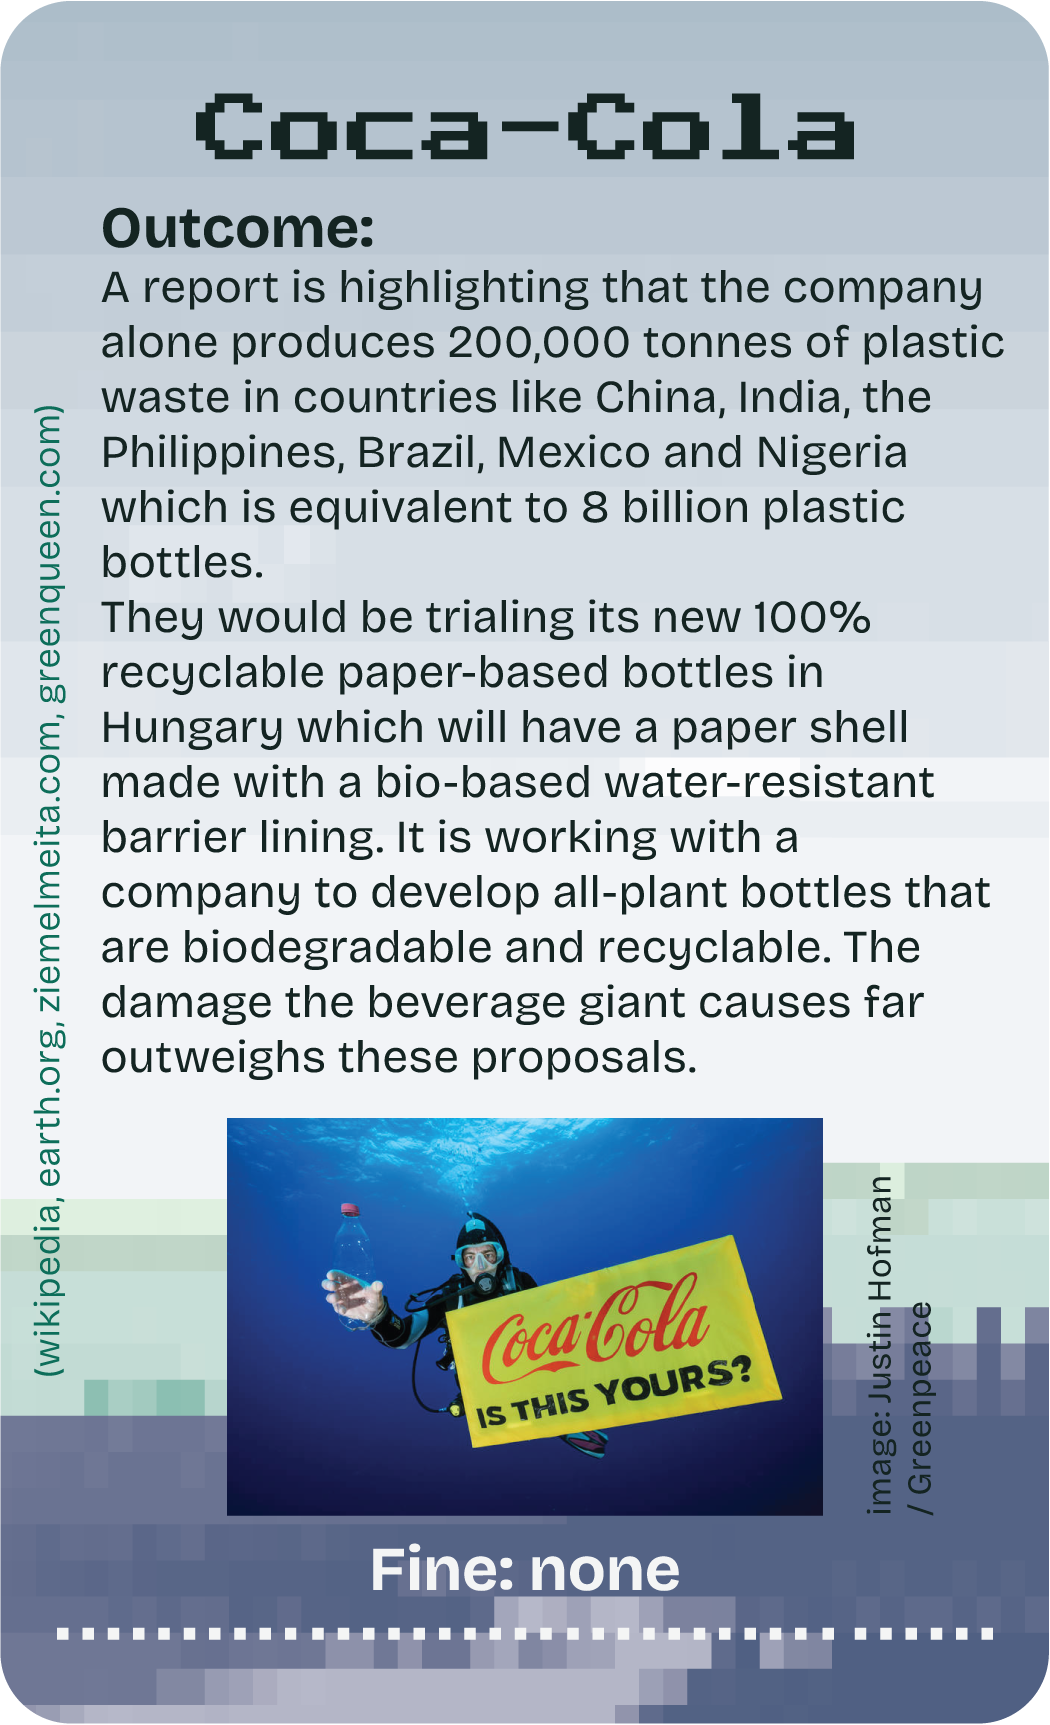 Coca-Cola
Outcome:
A report is highlighting that the company
alone produces 200,000 tonnes of plastic
waste in countries like China, India, the
Philippines, Brazil, Mexico and Nigeria
which is equivalent to 8 billion plastic
bottles.
They would be trialing its new 100%
recyclable paper-based bottles in
Hungary which will have a paper shell
made with a bio-based water-resistant
barrier lining. It is working with a
company to develop all-plant bottles that
are biodegradable and recyclable. The
damage the beverage giant causes far
outweighs these proposals.
(wikipedia, earth.org, ziemelmeita.com, greenqueen.com)
Coca-Cola
IS THIS YOURS?
image: Justin Hofman
/ Greenpeace
Fine: none